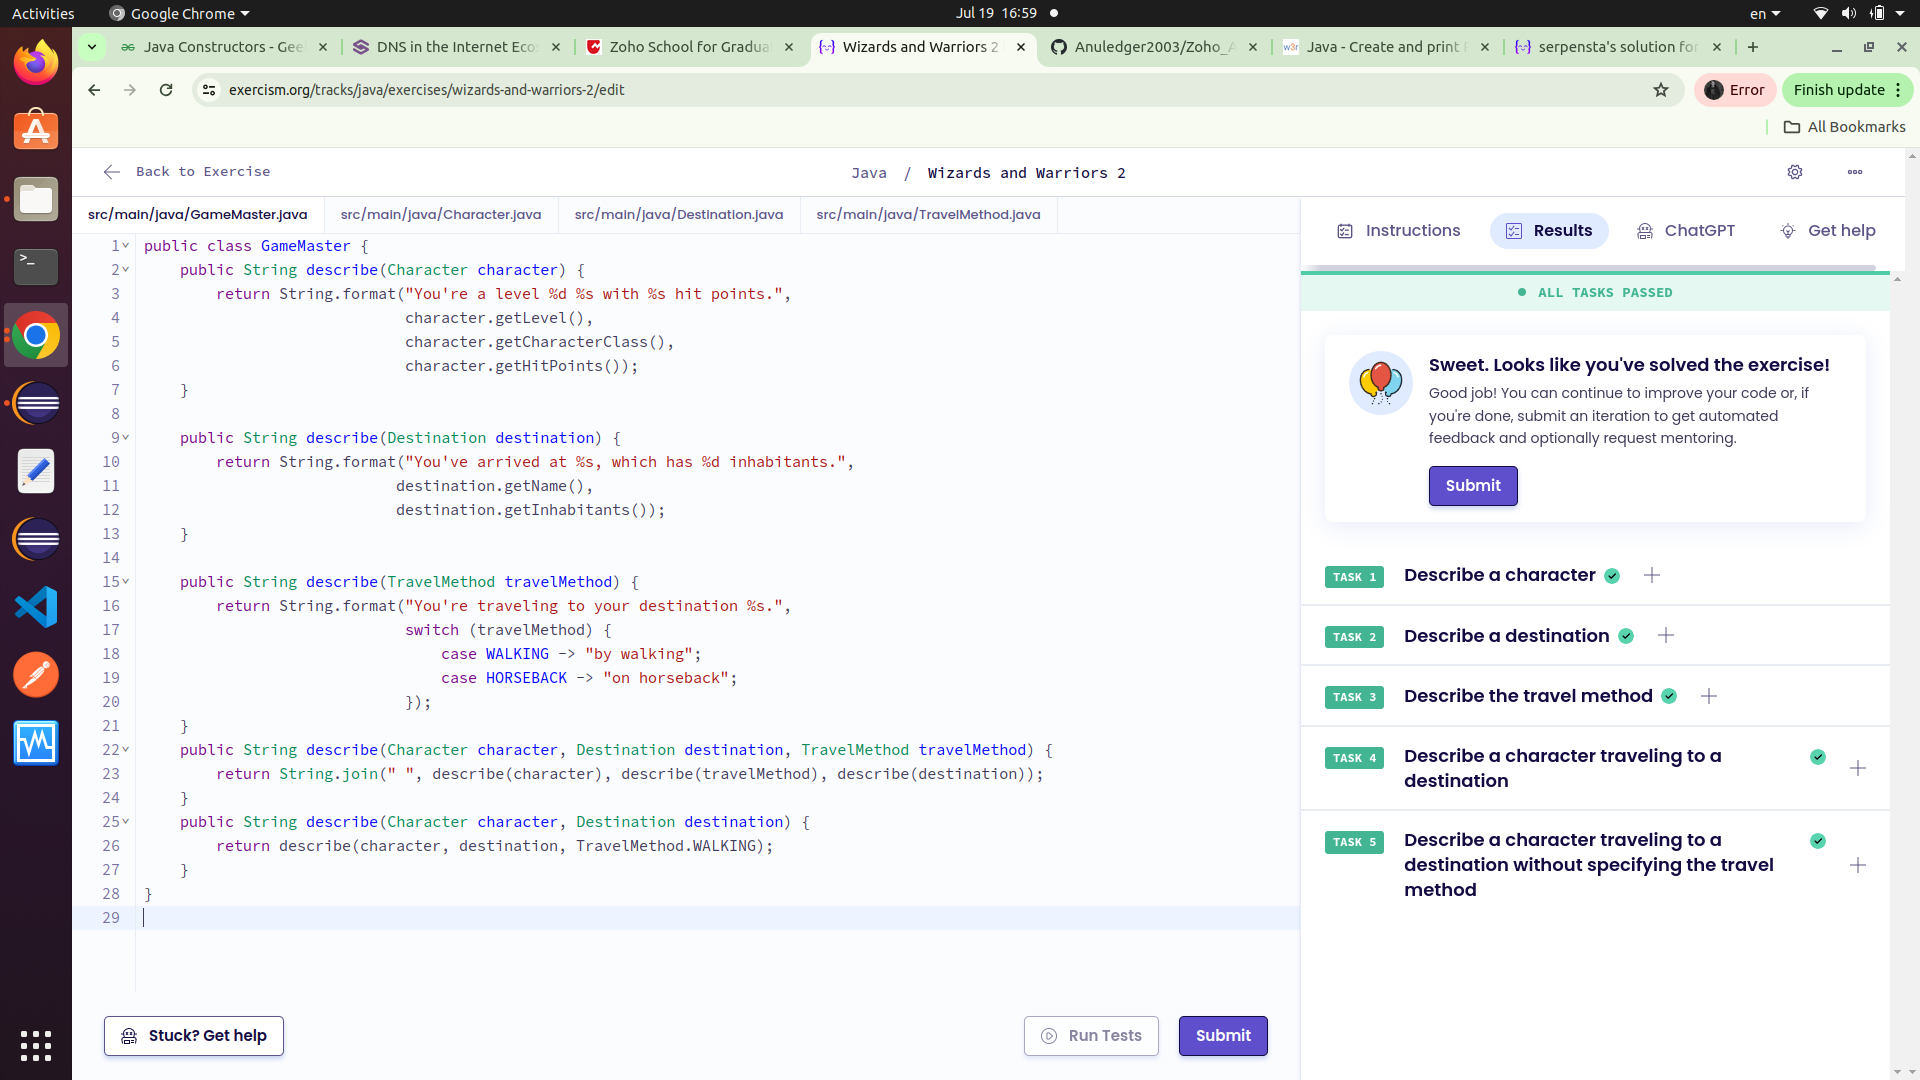 Activities
Google Chrome
Jul 19 16:59
en
Java Constructors - Gee
DNS in the Internet Eco
Zoho School for Gradua
Wizards and Warriors 2
Anuledger2003/Zoho_A
Java - Create and print
serpensta's solution for
exercism.org/tracks/java/exercises/wizards-and-warriors-2/edit
Error
Finish update
All Bookmarks
Back to Exercise
Java / Wizards and Warriors 2
src/main/java/GameMaster.java
src/main/java/Character.java
src/main/java/Destination.java
src/main/java/TravelMethod.java
1 public class GameMaster {
2 public String describe(Character character) {
3 return String.format("You're a level %d %s with %s hit points.",
4 character.getLevel(),
5 character.getCharacterClass(),
6 character.getHitPoints());
7 }
8
9 public String describe(Destination destination) {
10 return String.format("You've arrived at %s, which has %d inhabitants.",
11 destination.getName(),
12 destination.getInhabitants());
13 }
14
15 public String describe(TravelMethod travelMethod) {
16 return String.format("You're traveling to your destination %s.",
17 switch (travelMethod) {
18 case WALKING -> "by walking";
19 case HORSEBACK -> "on horseback";
20 });
21 }
22 public String describe(Character character, Destination destination, TravelMethod travelMethod) {
23 return String.join(" ", describe(character), describe(travelMethod), describe(destination));
24 }
25 public String describe(Character character, Destination destination) {
26 return describe(character, destination, TravelMethod.WALKING);
27 }
28 }
29
Stuck? Get help
Run Tests
Submit
Instructions
Results
ChatGPT
Get help
ALL TASKS PASSED
Sweet. Looks like you've solved the exercise!
Good job! You can continue to improve your code or, if
you're done, submit an iteration to get automated
feedback and optionally request mentoring.
Submit
TASK 1 Describe a character
TASK 2 Describe a destination
TASK 3 Describe the travel method
TASK 4 Describe a character traveling to a
destination
TASK 5 Describe a character traveling to a
destination without specifying the travel
method